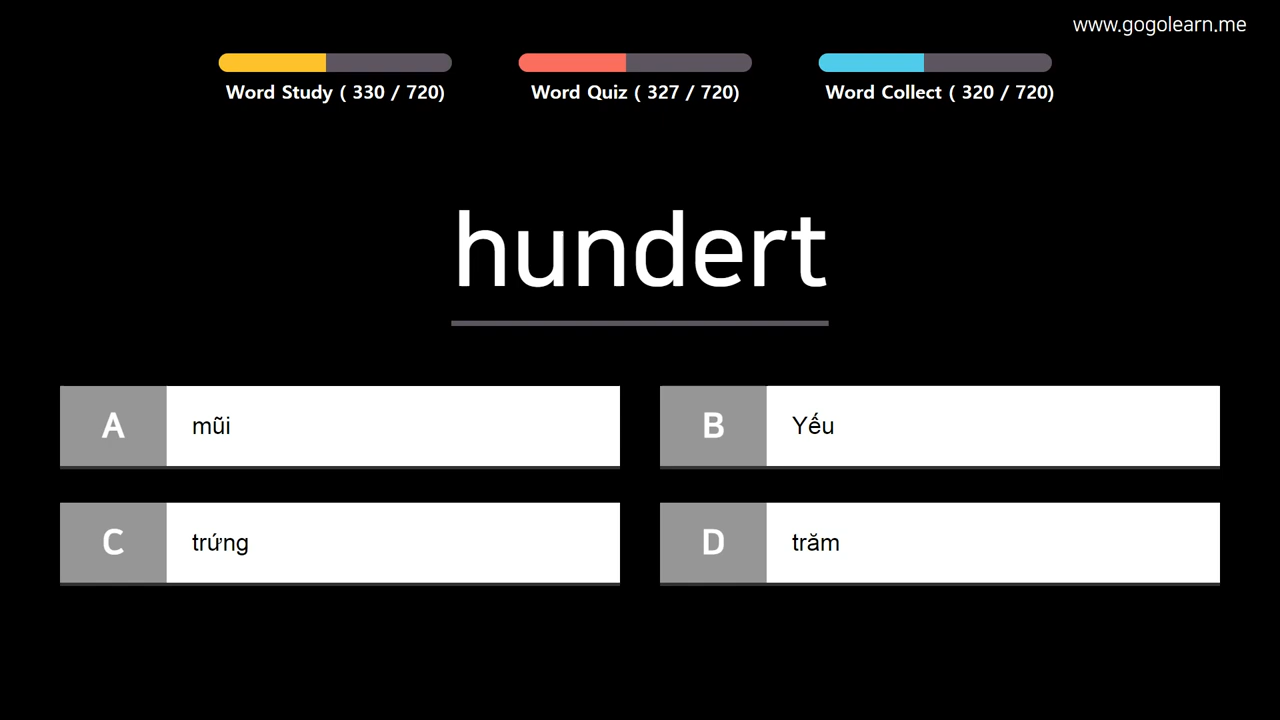 www.gogolearn.me
Word Study ( 330 / 720)
Word Quiz ( 327 / 720)
Word Collect ( 320 / 720)
hundert
A mũi
B Yếu
C trứng
D trăm